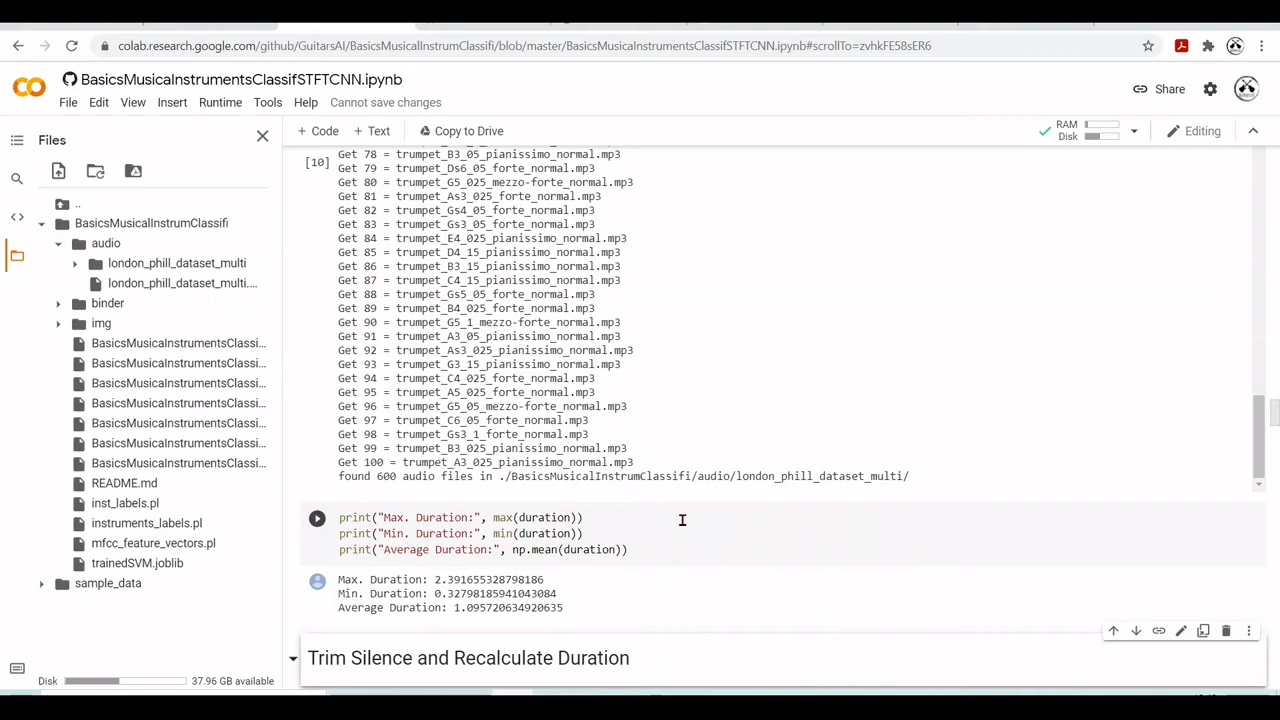 colab.research.google.com/github/GuitarsAI/BasicsMusicalInstrumClassifi/blob/master/BasicsMusicalInstrumentsClassifSTFTCNN.ipynb#scrollTo=zvhkFE58sER6
BasicsMusicaInstrumentsClassifSTFTCNN.ipynb
File Edit View Insert Runtime Tools Help Cannot save changes
Share
Files
+ Code + Text Copy to Drive
RAM
Disk
Editing
..
BasicsMusicalInstrumClassifi
audio
london_phill_dataset_multi
london_phill_dataset_multi....
binder
img
BasicsMusicaInstrumentsClassi...
BasicsMusicaInstrumentsClassi...
BasicsMusicaInstrumentsClassi...
BasicsMusicaInstrumentsClassi...
BasicsMusicaInstrumentsClassi...
BasicsMusicaInstrumentsClassi...
BasicsMusicaInstrumentsClassi...
README.md
inst_labels.pl
instruments_labels.pl
mfcc_feature_vectors.pl
trainedSVM.joblib
sample_data
Disk 37.96 GB available
Get 78 = trumpet_B3_05_pianissimo_normal.mp3
[10]
Get 79 = trumpet_Ds6_05_forte_normal.mp3
Get 80 = trumpet_G5_025_mezzo-forte_normal.mp3
Get 81 = trumpet_As3_025_forte_normal.mp3
Get 82 = trumpet_Gs4_05_forte_normal.mp3
Get 83 = trumpet_Gs3_05_forte_normal.mp3
Get 84 = trumpet_E4_025_pianissimo_normal.mp3
Get 85 = trumpet_D4_15_pianissimo_normal.mp3
Get 86 = trumpet_B3_15_pianissimo_normal.mp3
Get 87 = trumpet_C4_15_pianissimo_normal.mp3
Get 88 = trumpet_Gs5_05_forte_normal.mp3
Get 89 = trumpet_B4_025_forte_normal.mp3
Get 90 = trumpet_G5_1_mezzo-forte_normal.mp3
Get 91 = trumpet_A3_05_pianissimo_normal.mp3
Get 92 = trumpet_As3_025_pianissimo_normal.mp3
Get 93 = trumpet_G3_15_pianissimo_normal.mp3
Get 94 = trumpet_C4_025_forte_normal.mp3
Get 95 = trumpet_A5_025_forte_normal.mp3
Get 96 = trumpet_G5_05_mezzo-forte_normal.mp3
Get 97 = trumpet_C6_05_forte_normal.mp3
Get 98 = trumpet_Gs3_1_forte_normal.mp3
Get 99 = trumpet_B3_025_pianissimo_normal.mp3
Get 100 = trumpet_A3_025_pianissimo_normal.mp3
found 600 audio files in ./BasicsMusicalInstrumClassifi/audio/london_phill_dataset_multi/
print("Max. Duration:", max(duration))
print("Min. Duration:", min(duration))
print("Average Duration:", np.mean(duration))
Max. Duration: 2.391655328798186
Min. Duration: 0.32798185941043084
Average Duration: 1.095720634920635
Trim Silence and Recalculate Duration